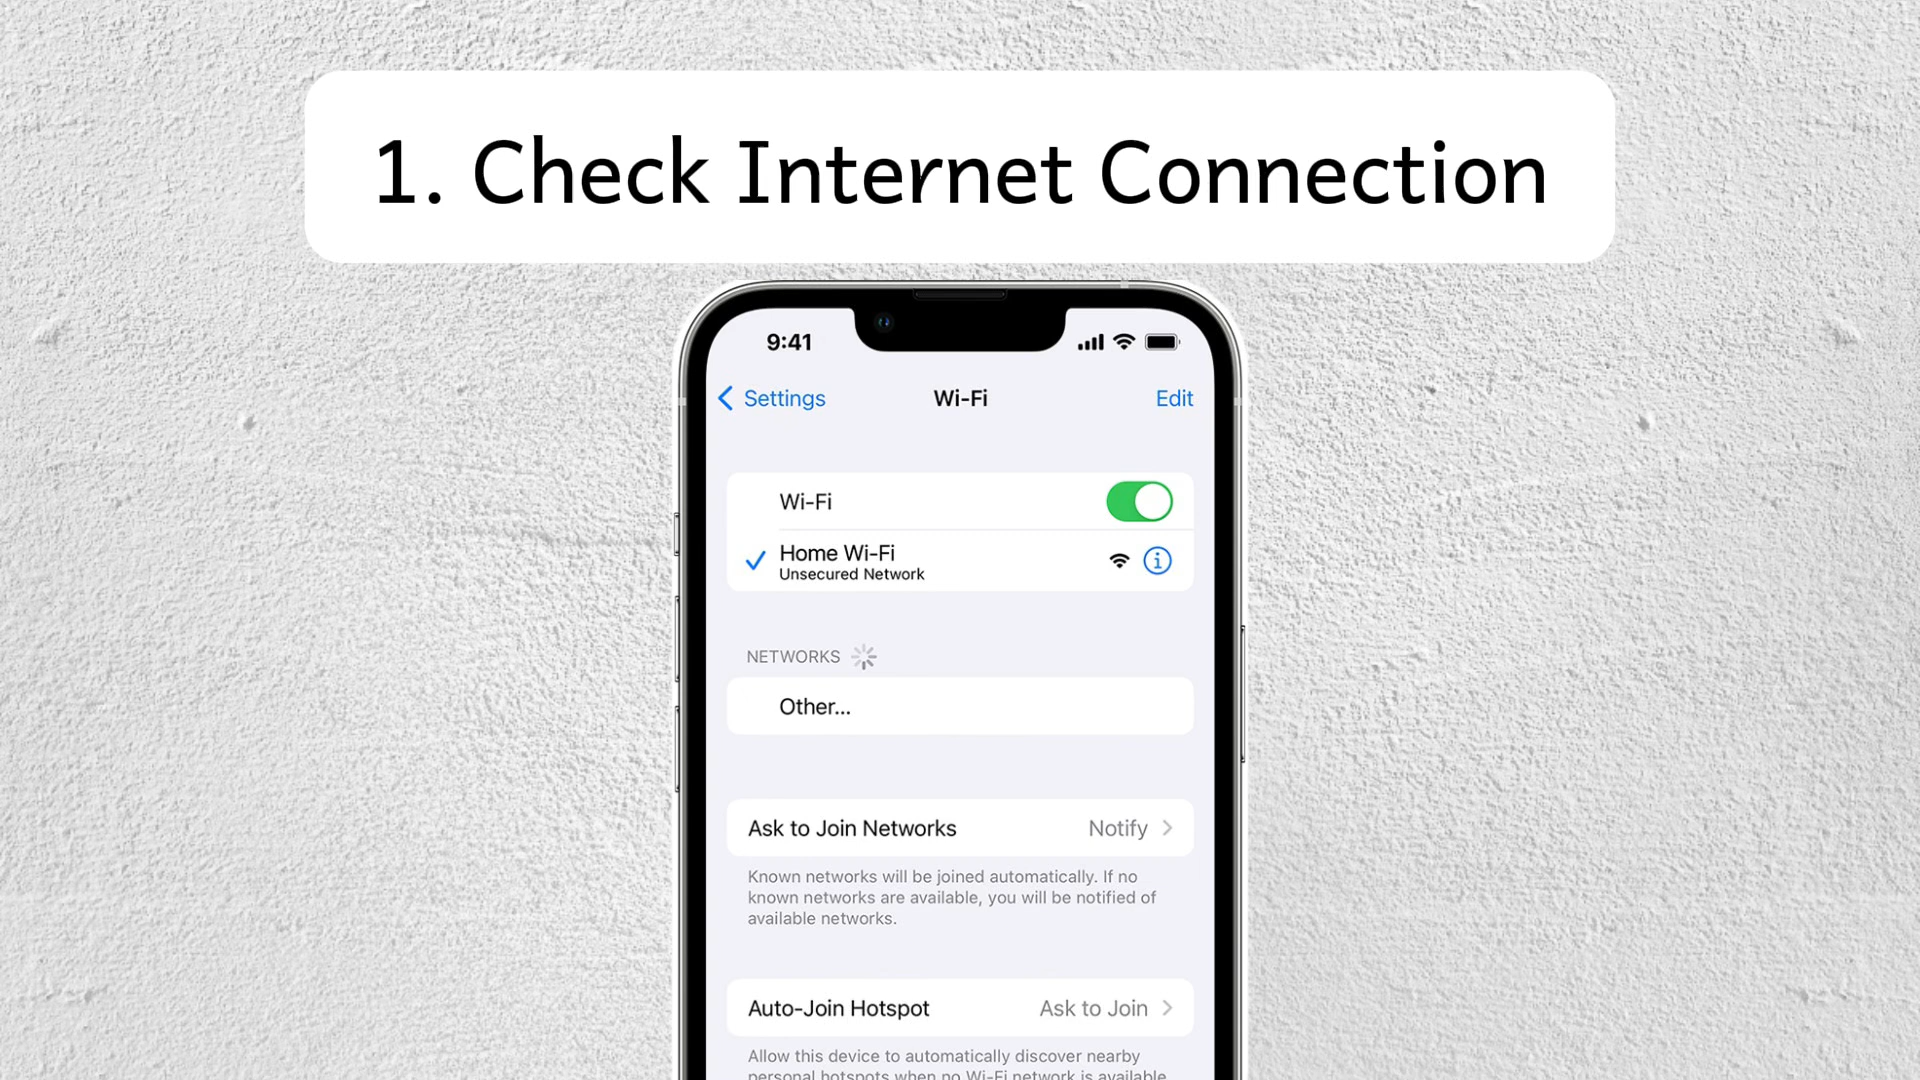 1. Check Internet Connection
9:41
Settings
Wi-Fi
Edit
Wi-Fi
Home Wi-Fi
Unsecured Network
NETWORKS
Other...
Ask to Join Networks
Notify
Known networks will be joined automatically. If no
known networks are available, you will be notified of
available networks.
Auto-Join Hotspot
Ask to Join
Allow this device to automatically discover nearby
personal hotspots when no Wi-Fi network is available